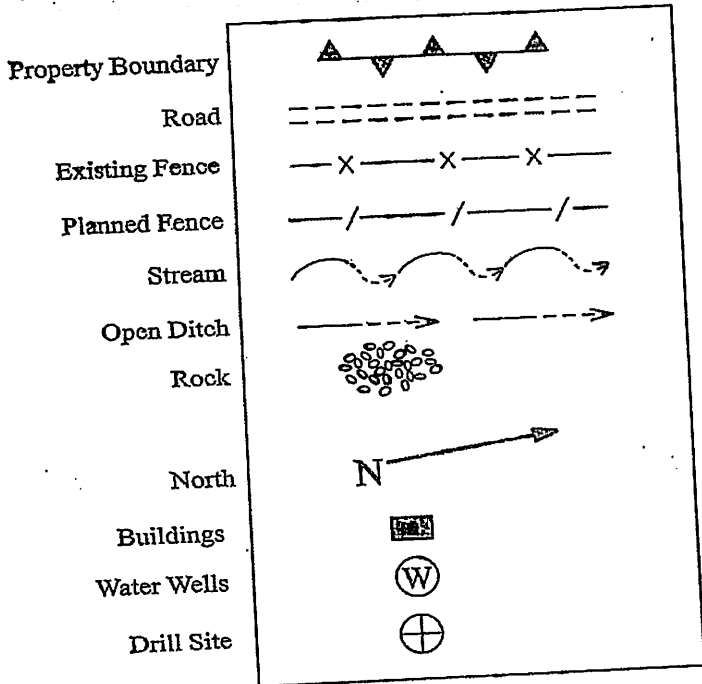 Property Boundary
Road
Existing Fence
Planned Fence
Stream
Open Ditch
Rock
North N
Buildings
Water Wells W
Drill Site